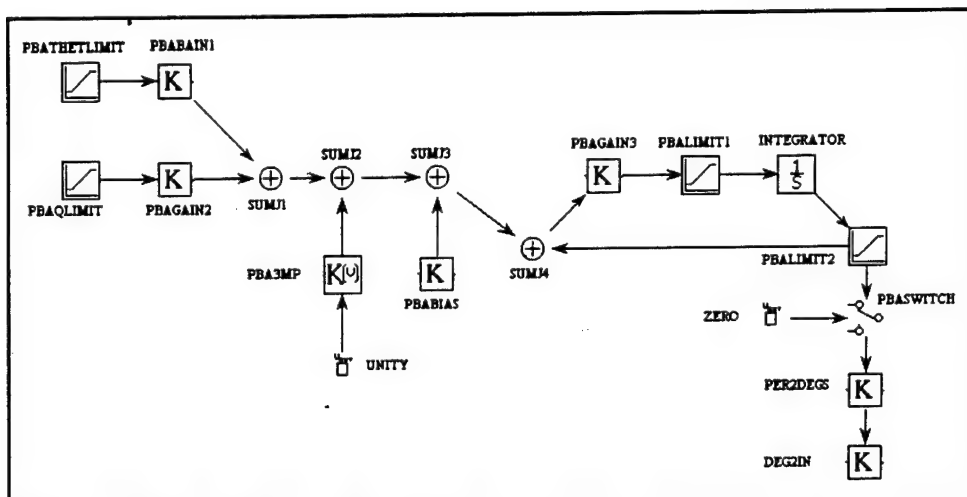 PBATHETLIMIT
PBABAIN1
K
PBAQLIMIT
K
PBAGAIN2
SUMJ1
SUMJ2
SUMJ3
PBA3MP
K(U)
UNITY
K
PBABIAS
SUMJ4
PBAGAIN3
K
PBALIMIT1
INTEGRATOR
1
S
PBALIMIT2
PBASWITCH
ZERO
PER2DEGS
K
DEG2IN
K